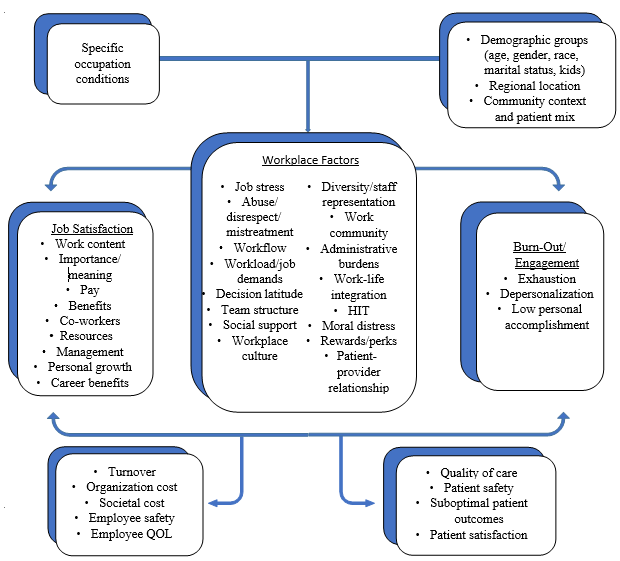 Specific
occupation
conditions
• Demographic groups
(age, gender, race,
marital status, kids)
• Regional location
• Community context
and patient mix
Workplace Factors
• Job stress
• Abuse/
disrespect/
mistreatment
• Workflow
• Workload/job
demands
• Decision latitude
• Team structure
• Social support
• Workplace
culture
• Diversity/staff
representation
• Work
community
• Administrative
burdens
• Work-life
integration
• HIT
• Moral distress
• Rewards/perks
• Patient-
provider
relationship
Job Satisfaction
• Work content
• Importance/
meaning
• Pay
• Benefits
• Co-workers
• Resources
• Management
• Personal growth
• Career benefits
Burn-Out/
Engagement
• Exhaustion
• Depersonalization
• Low personal
accomplishment
• Turnover
• Organization cost
• Societal cost
• Employee safety
• Employee QOL
• Quality of care
• Patient safety
• Suboptimal patient
outcomes
• Patient satisfaction